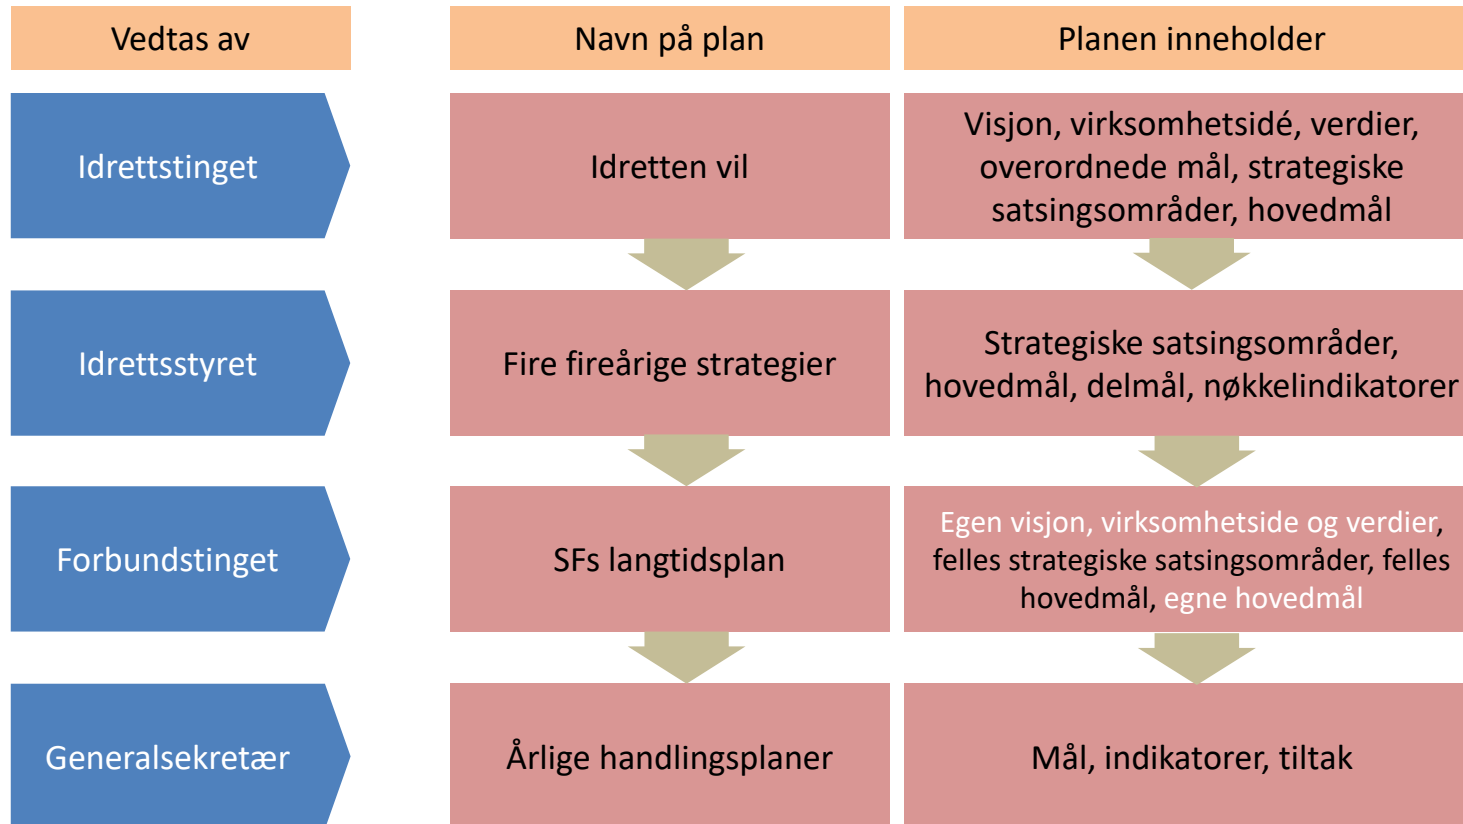 Vedtas av
Navn på plan
Planen inneholder
Idrettstinget
Idretten vil
Visjon, virksomhetsidé, verdier,
overordnede mål, strategiske
satsingsområder, hovedmål
Idrettsstyret
Fire fireårige strategier
Strategiske satsingsområder,
hovedmål, delmål, nøkkelindikatorer
Forbundstinget
SFs langtidsplan
Egen visjon, virksomhetside og verdier,
felles strategiske satsingsområder, felles
hovedmål, egne hovedmål
Generalsekretær
Årlige handlingsplaner
Mål, indikatorer, tiltak